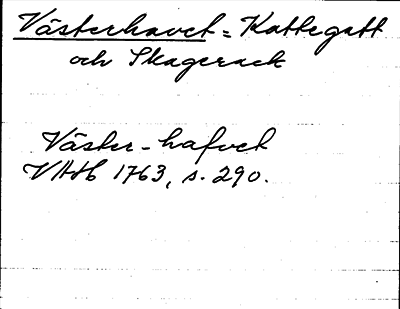 Västerhavet = Kattegatt
och Skagerack
Väster-hafvet
VAH 1763, s. 290.